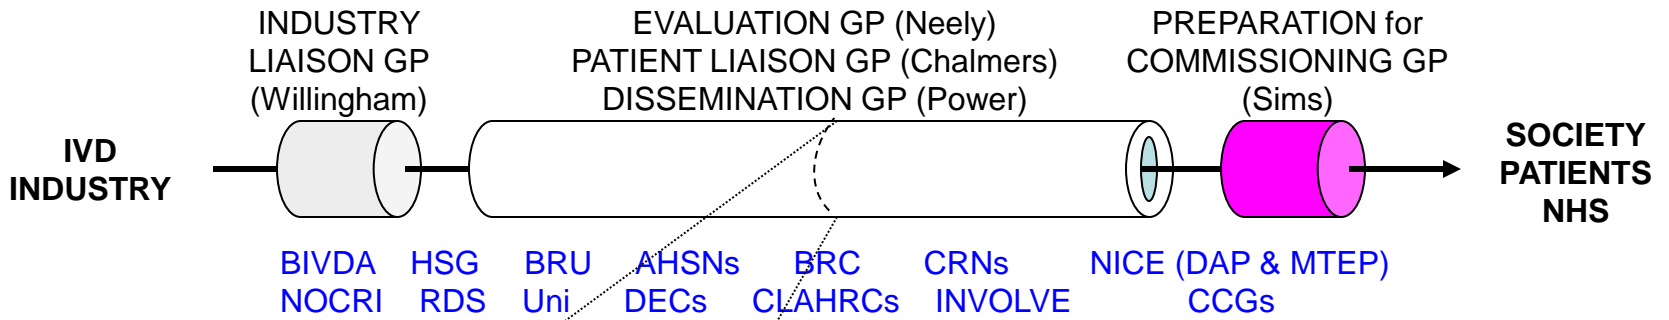 INDUSTRY
LIAISON GP
(Willingham)
EVALUATION GP (Neely)
PATIENT LIAISON GP (Chalmers)
DISSEMINATION GP (Power)
PREPARATION for
COMMISSIONING GP
(Sims)
IVD
INDUSTRY
SOCIETY
PATIENTS
NHS
BIVDA HSG BRU AHSNs BRC CRNs NICE (DAP & MTEP)
NOCRI RDS Uni DECs CLAHRCs INVOLVE CCGs